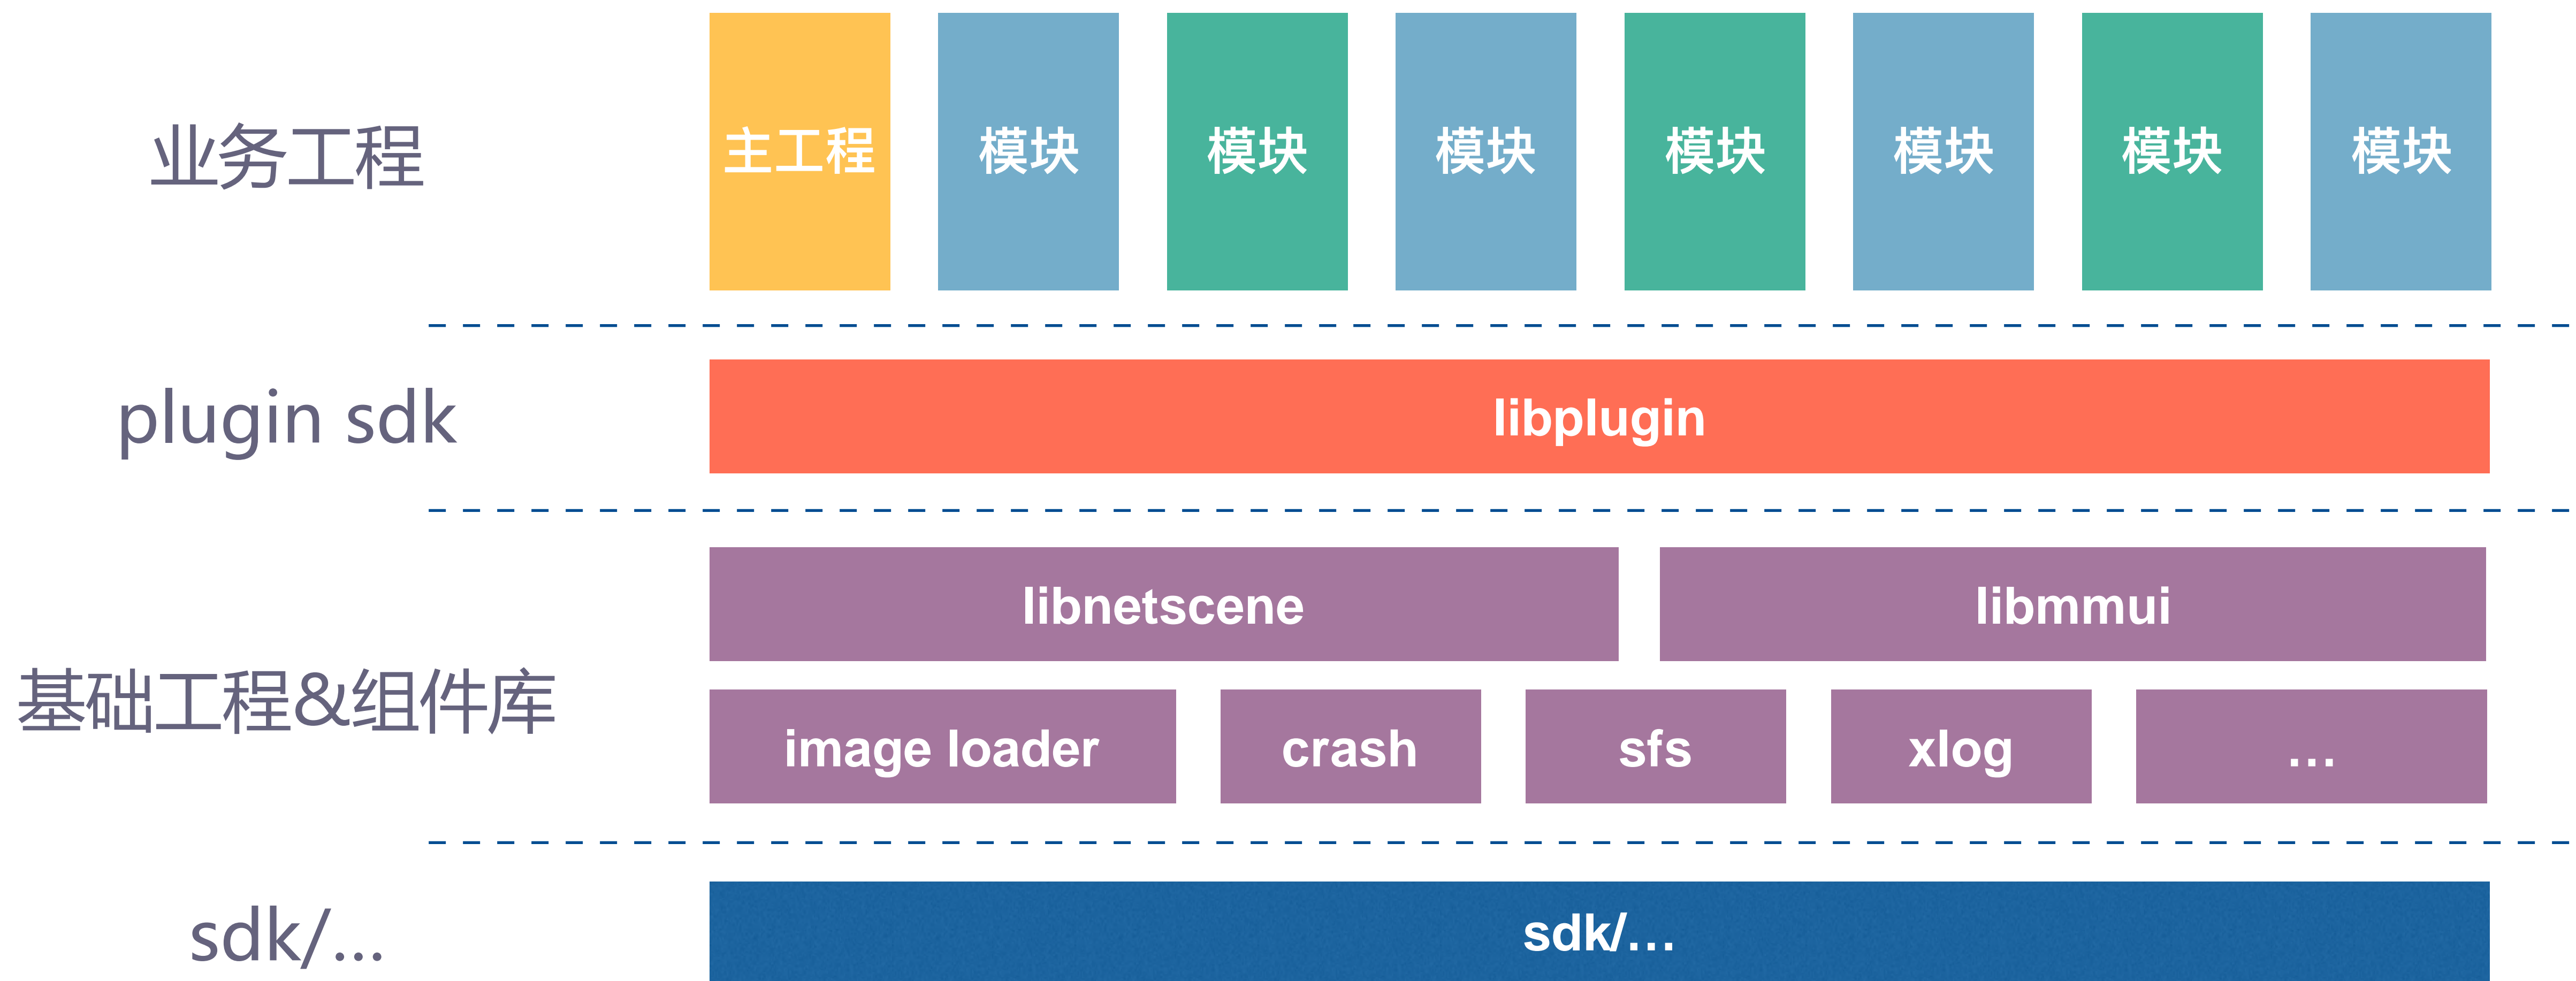 业务工程
主工程 模块 模块 模块 模块 模块 模块 模块
plugin sdk
libplugin
基础工程&组件库
libnetscene libmmui
image loader crash sfs xlog ...
sdk/...
sdk/...